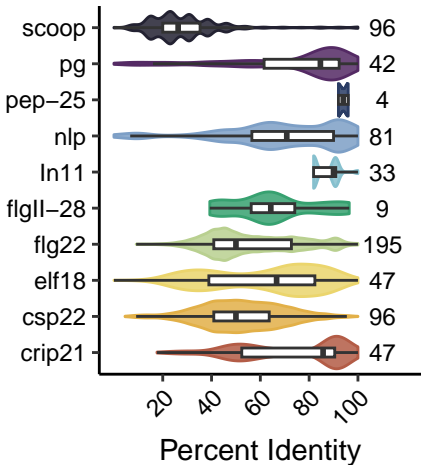 scoop 96
pg 42
pep-25 4
nlp 81
In11 33
flgII-28 9
flg22 195
elf18 47
csp22 96
crip21 47
20 40 60 80 100
Percent Identity